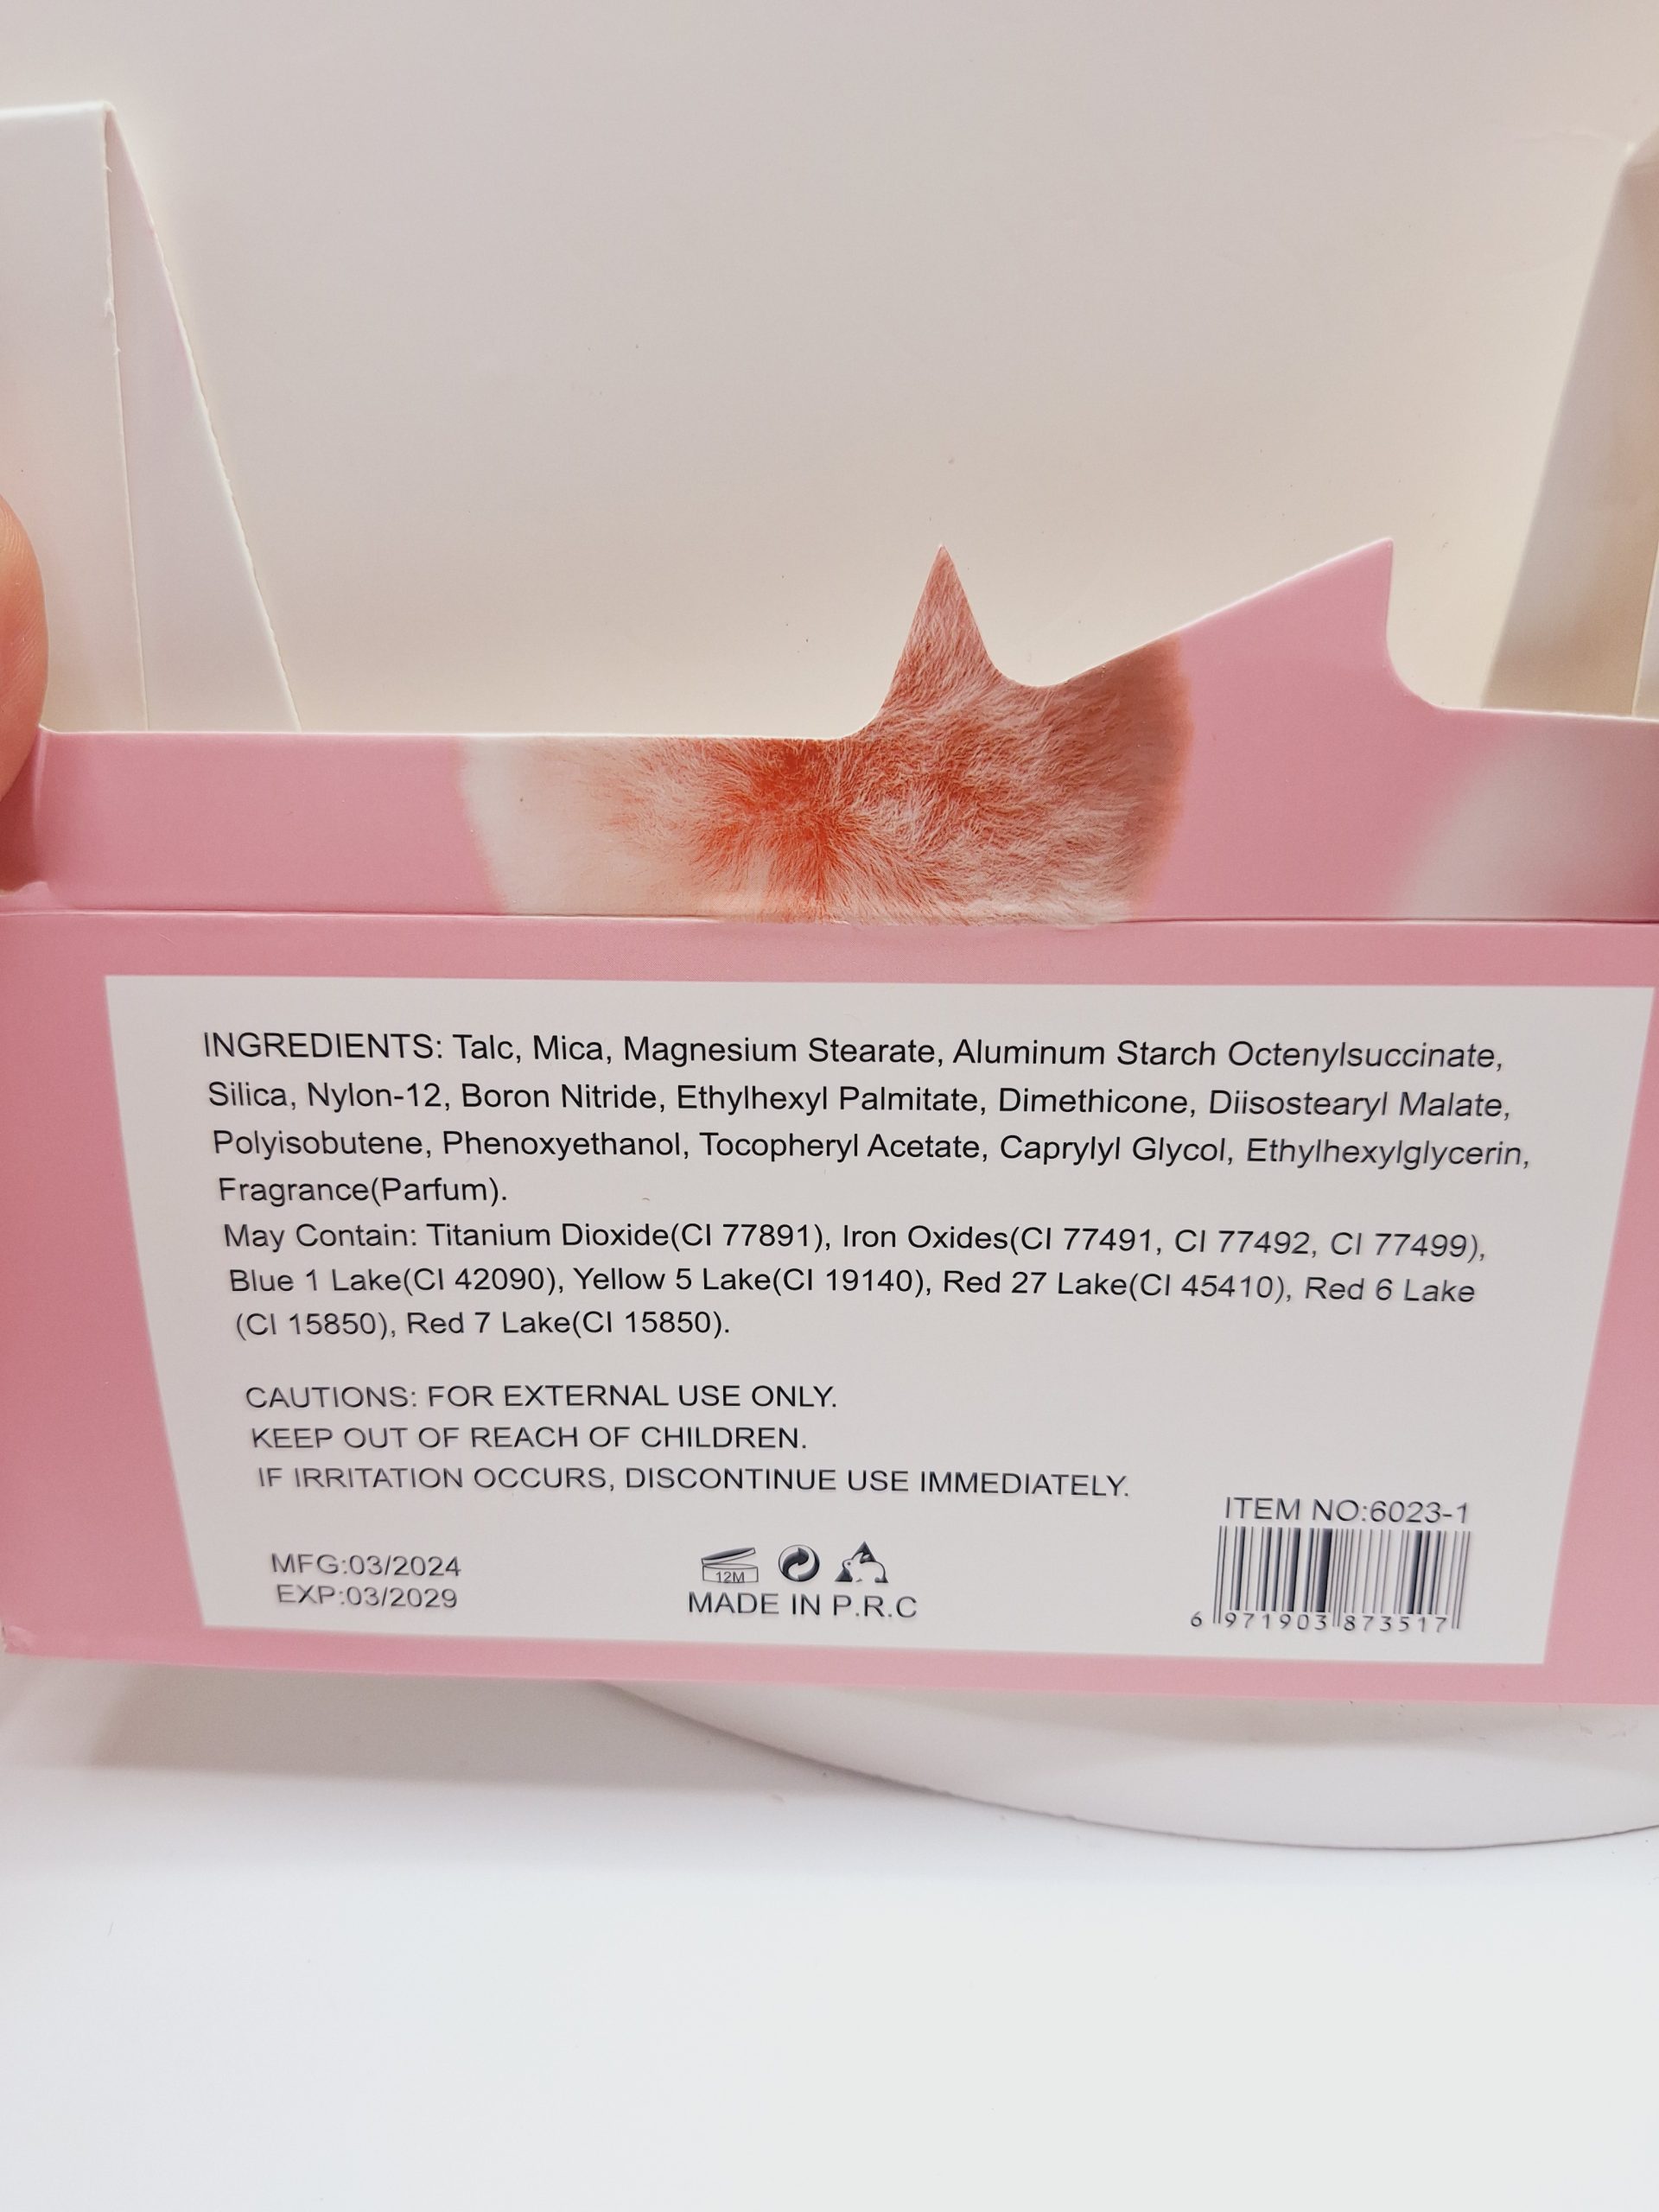 INGREDIENTS: Talc, Mica, Magnesium Stearate, Aluminum Starch Octenylsuccinate,
Silica, Nylon-12, Boron Nitride, Ethylhexyl Palmitate, Dimethicone, Diisostearyl Malate,
Polyisobutene, Phenoxyethanol, Tocopheryl Acetate, Caprylyl Glycol, Ethylhexylglycerin,
Fragrance(Parfum).
May Contain: Titanium Dioxide(CI 77891), Iron Oxides(CI 77491, CI 77492, CI 77499),
Blue 1 Lake(CI 42090), Yellow 5 Lake(CI 19140), Red 27 Lake(CI 45410), Red 6 Lake
(CI 15850), Red 7 Lake(CI 15850).
CAUTIONS: FOR EXTERNAL USE ONLY.
KEEP OUT OF REACH OF CHILDREN.
IF IRRITATION OCCURS, DISCONTINUE USE IMMEDIATELY.
MFG:03/2024
EXP:03/2029
12M
MADE IN P.R.C
ITEM NO:6023-1
6 971903 873517